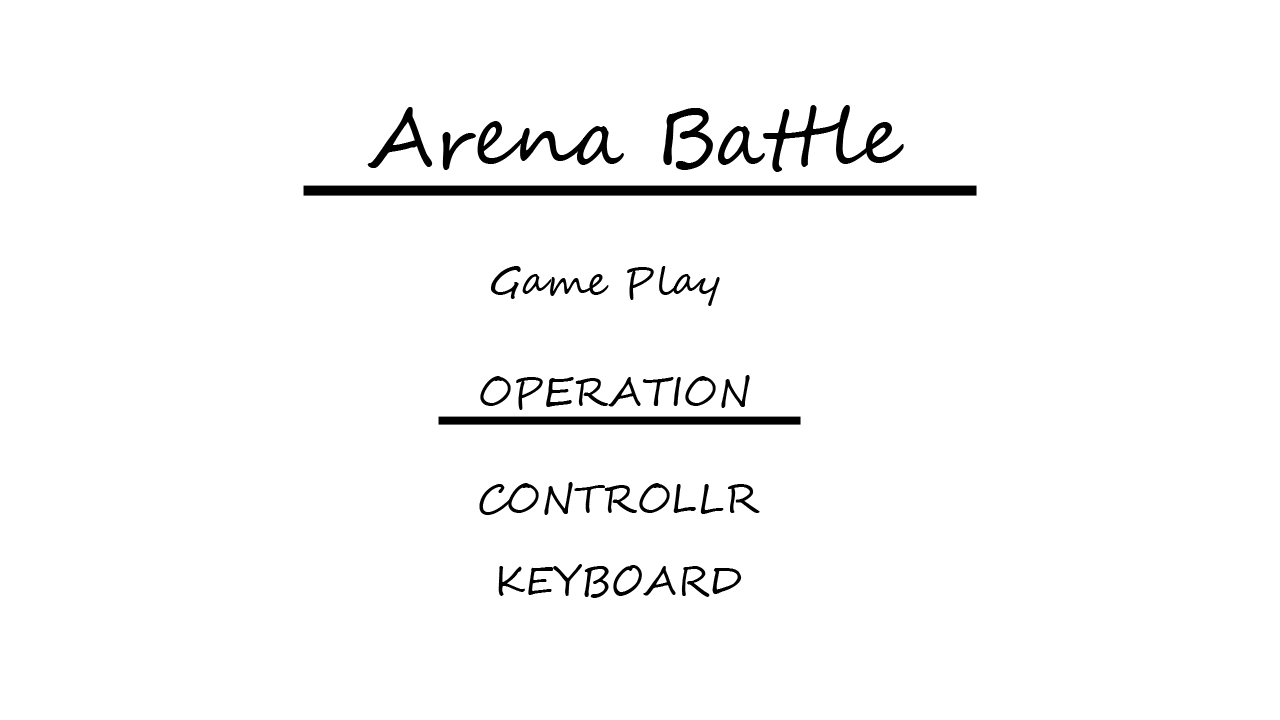 Arena Battle
Game Play
OPERATION
CONTROLLR
KEYBOARD